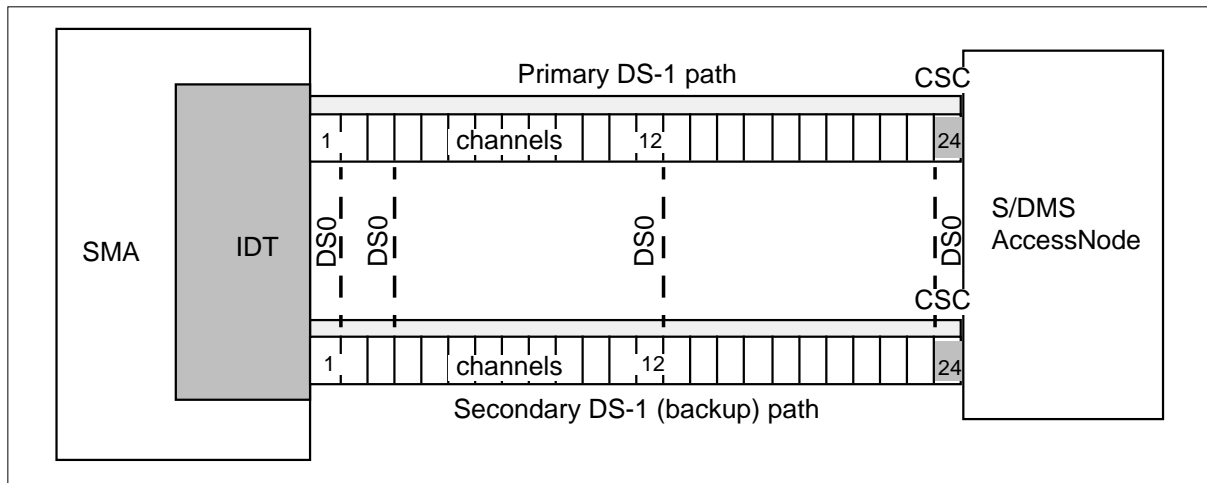 Primary DS-1 path
CSC
1 channels 12 24
SMA
IDT
DS0
DS0
DS0
DS0
S/DMS
AccessNode
CSC
1 channels 12 24
Secondary DS-1 (backup) path